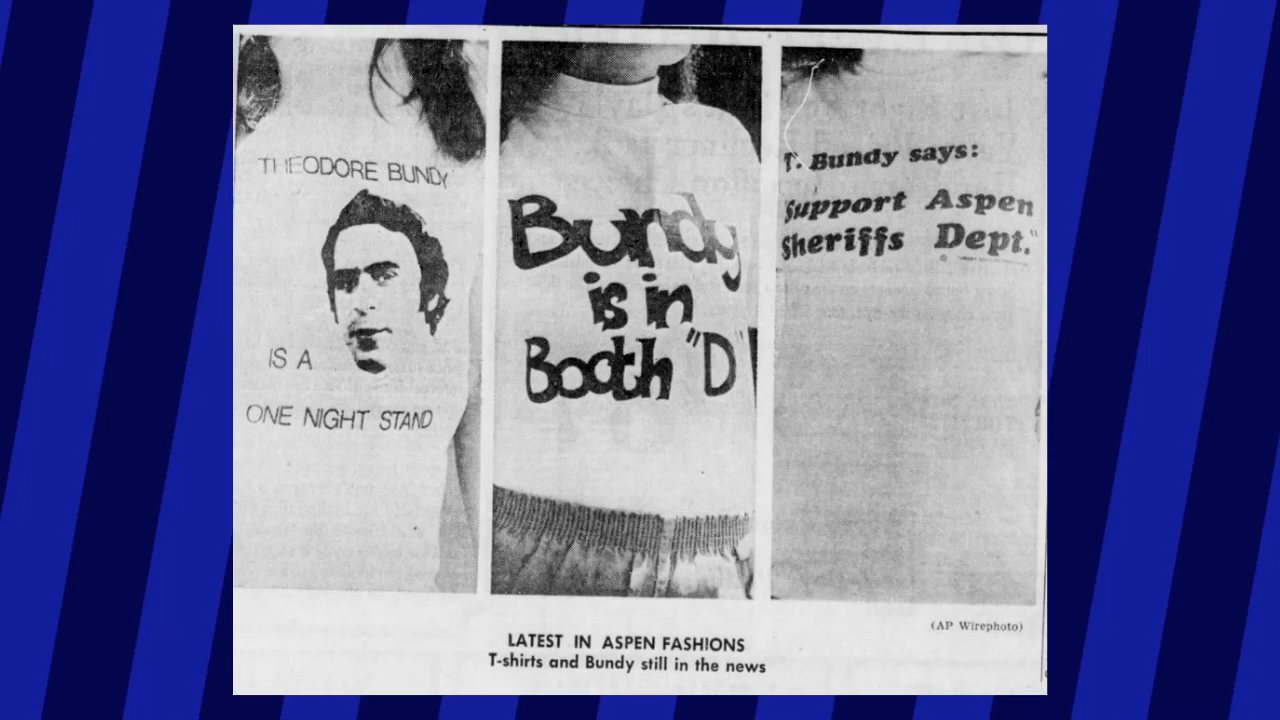 THEODORE BUNDY
IS A
ONE NIGHT STAND
Bundy
is in
Booth "D"
T. Bundy says:
"Support Aspen
Sheriffs Dept."
(AP Wirephoto)
LATEST IN ASPEN FASHIONS
T-shirts and Bundy still in the news